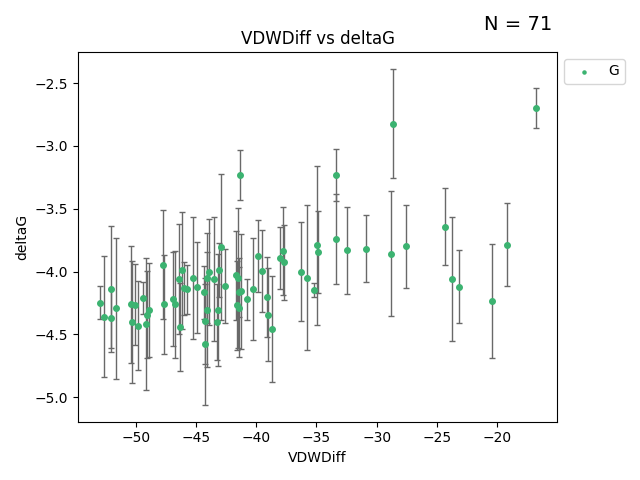 N = 71
VDWDiff vs deltaG
G
−2.5
−3.0
−3.5
−4.0
−4.5
−5.0
deltaG
−50 −45 −40 −35 −30 −25 −20
VDWDiff